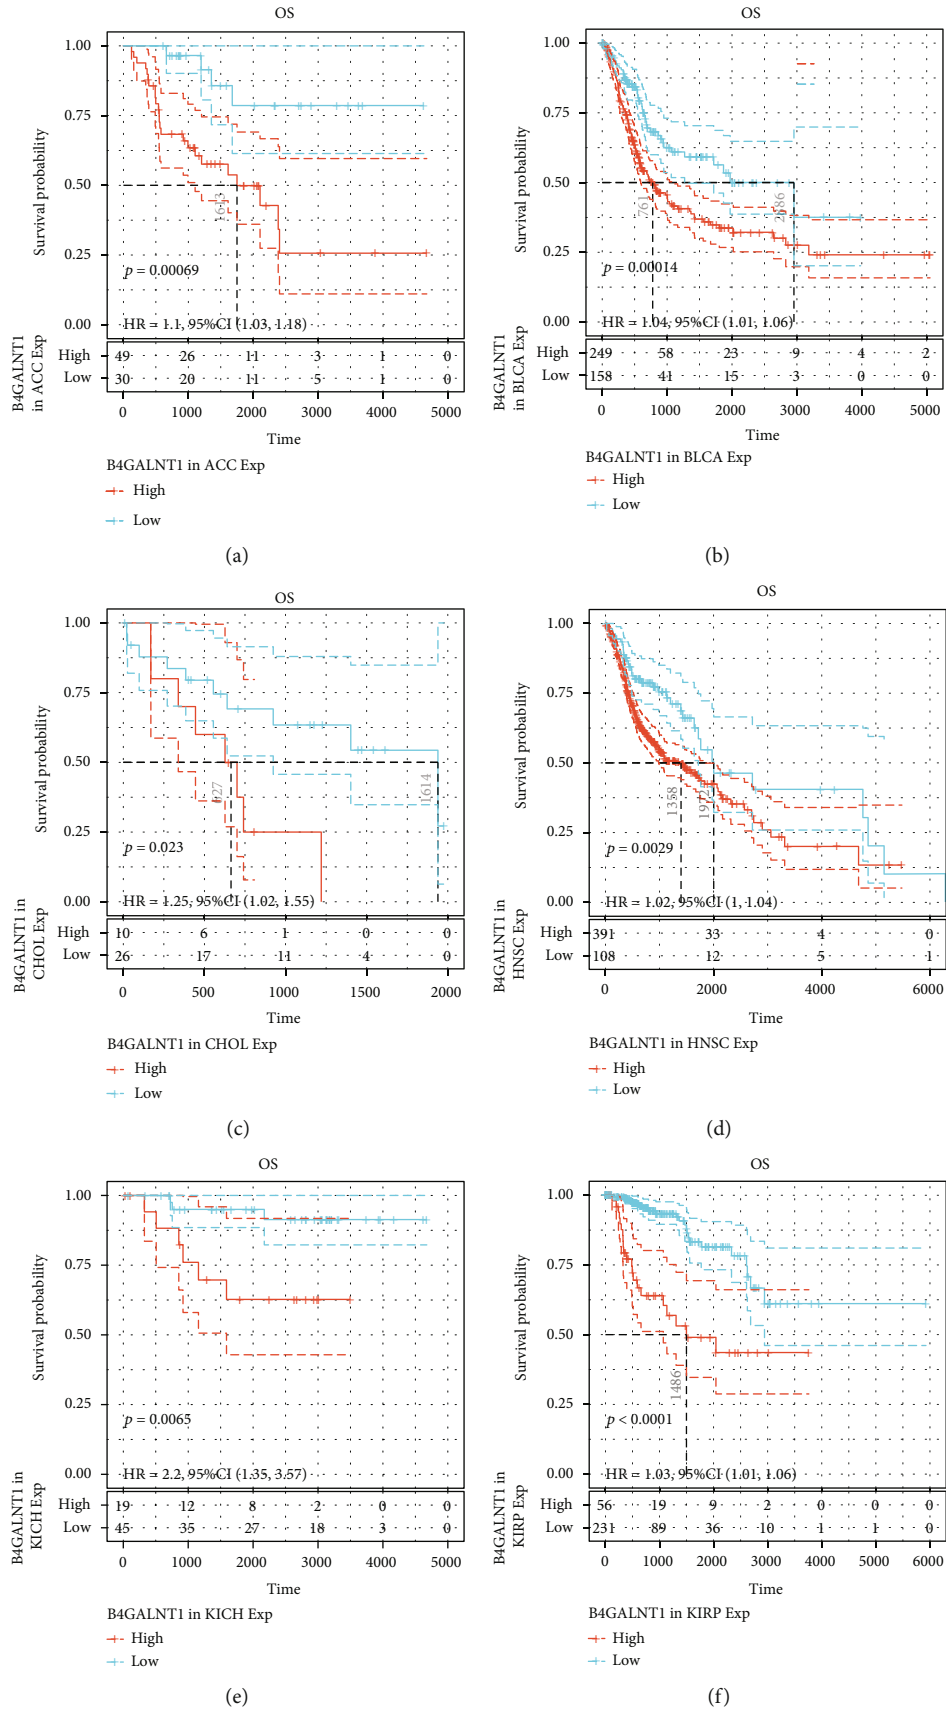 OS
Survival probability
1.00
0.75
0.50
0.25
0.00
p = 0.00069
HR = 1.1, 95%CI (1.03, 1.18)
B4GALNT1
in ACC Exp
High 49 26 11 3 1 0
Low 30 20 11 5 1 0
0 1000 2000 3000 4000 5000
Time
B4GALNT1 in ACC Exp
High
Low
(a)
OS
Survival probability
1.00
0.75
0.50
0.25
0.00
761
p = 0.00014
HR = 1.04, 95%CI (1.01, 1.06)
B4GALNT1
in BLCA Exp
High 249 58 23 9 4 2
Low 158 41 15 3 0 0
0 1000 2000 3000 4000 5000
Time
B4GALNT1 in BLCA Exp
High
Low
(b)
OS
Survival probability
1.00
0.75
0.50
0.25
0.00
1614
p = 0.023
HR = 1.25, 95%CI (1.02, 1.55)
B4GALNT1 in
CHOL Exp
High 10 6 1 0 0
Low 26 17 11 4 0
0 500 1000 1500 2000
Time
B4GALNT1 in CHOL Exp
High
Low
(c)
OS
Survival probability
1.00
0.75
0.50
0.25
0.00
1358
1972
p = 0.0029
HR = 1.02, 95%CI (1, 1.04)
B4GALNT1 in
HNSC Exp
High 391 33 4 0
Low 108 12 5 1
0 2000 4000 6000
Time
B4GALNT1 in HNSC Exp
High
Low
(d)
OS
Survival probability
1.00
0.75
0.50
0.25
0.00
p = 0.0065
HR = 2.2, 95%CI (1.35, 3.57)
B4GALNT1 in
KICH Exp
High 19 12 8 2 0 0
Low 45 35 27 18 3 0
0 1000 2000 3000 4000 5000
Time
B4GALNT1 in KICH Exp
High
Low
(e)
OS
Survival probability
1.00
0.75
0.50
0.25
0.00
1486
p < 0.0001
HR = 1.03, 95%CI (1.01, 1.06)
B4GALNT1 in
KIRP Exp
High 56 19 9 2 0 0 0
Low 231 89 36 10 1 1 0
0 1000 2000 3000 4000 5000 6000
Time
B4GALNT1 in KIRP Exp
High
Low
(f)